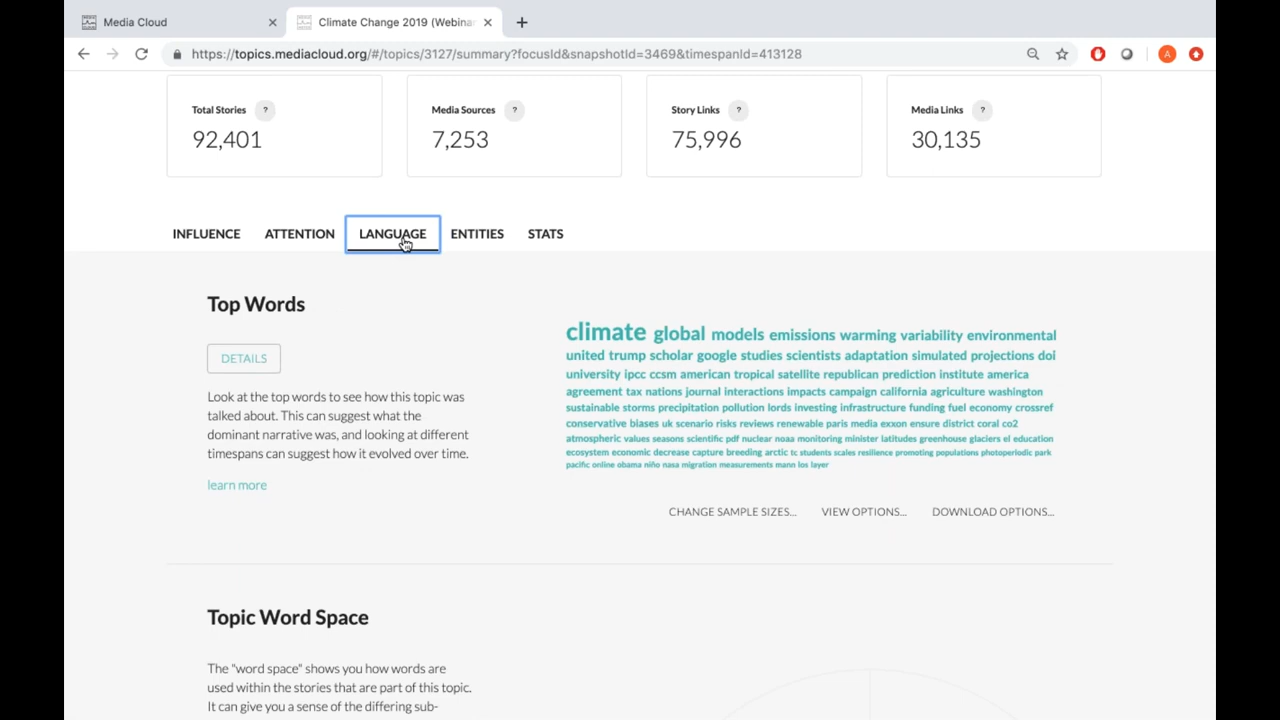 Media Cloud
Climate Change 2019 (Webina
https://topics.mediacloud.org/#/topics/3127/summary?focusId&snapshotId=3469&timespanId=413128
A
Total Stories ?
92,401
Media Sources ?
7,253
Story Links ?
75,996
Media Links ?
30,135
INFLUENCE ATTENTION LANGUAGE ENTITIES STATS
Top Words
DETAILS
Look at the top words to see how this topic was
talked about. This can suggest what the
dominant narrative was, and looking at different
timespans can suggest how it evolved over time.
learn more
climate global models emissions warming variability environmental
united trump scholar google studies scientists adaptation simulated projections doi
university ipcc ccsm american tropical satellite republican prediction institute america
agreement tax nations journal interactions impacts campaign california agriculture washington
sustainable storms precipitation pollution lords investing infrastructure funding fuel economy crossref
conservative biases uk scenario risks reviews renewable paris media exxon ensure district coral co2
atmospheric values seasons scientific pdf nuclear noaa monitoring minister latitudes greenhouse glaciers el education
ecosystem economic decrease capture breeding arctic tc students scales resilience promoting populations photoperiodic park
pacific online obama niño nasa migration measurements mann los layer
CHANGE SAMPLE SIZES... VIEW OPTIONS... DOWNLOAD OPTIONS...
Topic Word Space
The "word space" shows you how words are
used within the stories that are part of this topic.
It can give you a sense of the differing sub-